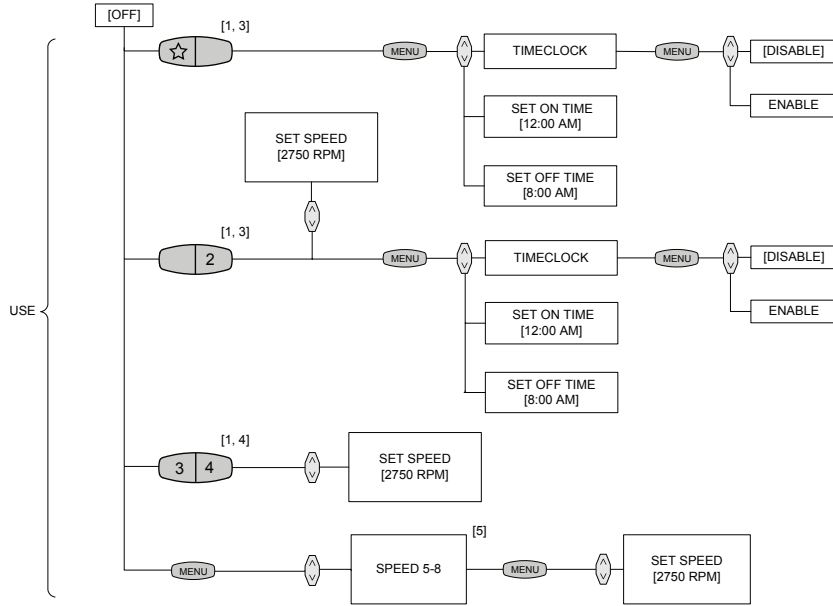 [OFF]
[1, 3]
MENU
TIMECLOCK
MENU
[DISABLE]
ENABLE
SET ON TIME
[12:00 AM]
SET OFF TIME
[8:00 AM]
SET SPEED
[2750 RPM]
[1, 3]
2
MENU
TIMECLOCK
MENU
[DISABLE]
ENABLE
SET ON TIME
[12:00 AM]
SET OFF TIME
[8:00 AM]
USE
[1, 4]
3 4
SET SPEED
[2750 RPM]
MENU
SPEED 5-8
[5]
MENU
SET SPEED
[2750 RPM]